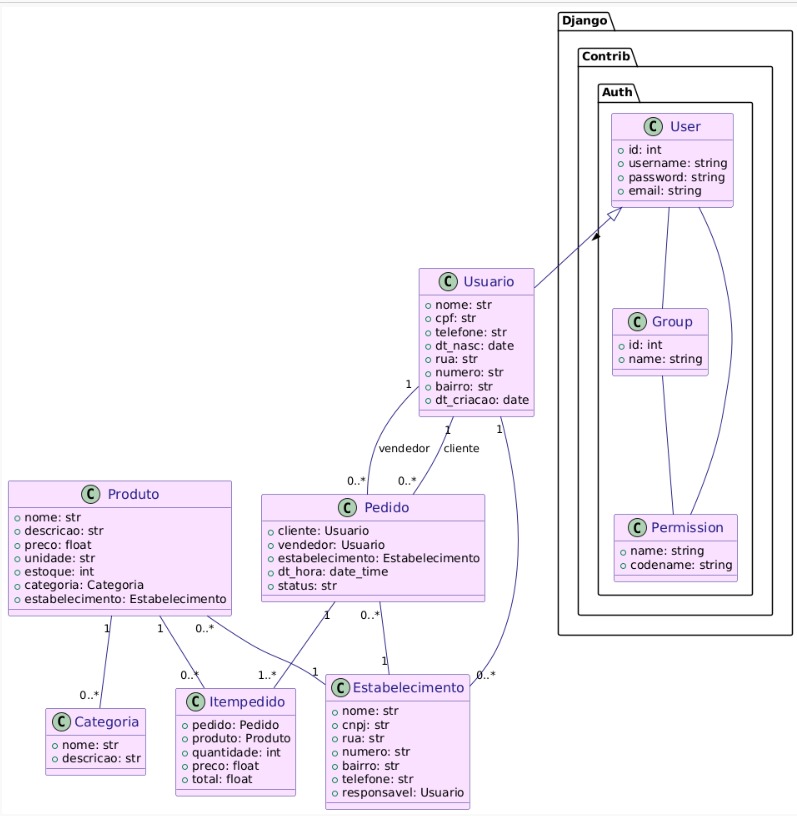 Django
Contrib
Auth
C User
id: int
username: string
password: string
email: string
C Usuario
nome: str
cpf: str
telefone: str
dt_nasc: date
rua: str
numero: str
bairro: str
dt_criacao: date
C Group
id: int
name: string
1
1
1
vendedor
cliente
0..*
0..*
C Produto
nome: str
descricao: str
preco: float
unidade: str
estoque: int
categoria: Categoria
estabelecimento: Estabelecimento
C Pedido
cliente: Usuario
vendedor: Usuario
estabelecimento: Estabelecimento
dt_hora: date_time
status: str
C Permission
name: string
codename: string
1
1
0..*
1
0..*
0..*
0..*
1..*
1
1
0..*
C Categoria
nome: str
descricao: str
C Itempedido
pedido: Pedido
produto: Produto
quantidade: int
preco: float
total: float
C Estabelecimento
nome: str
cnpj: str
rua: str
numero: str
bairro: str
telefone: str
responsavel: Usuario